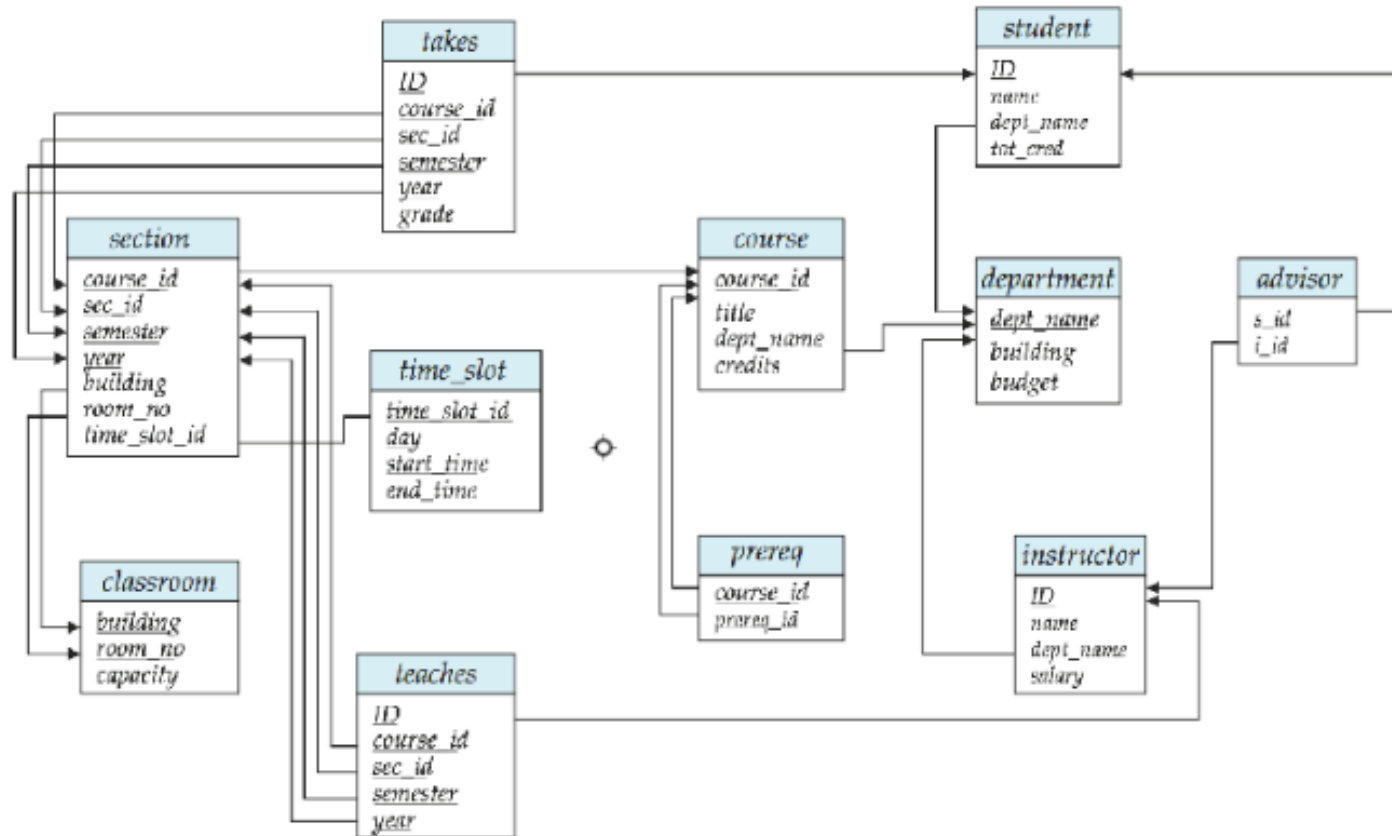 takes
ID
course_id
sec_id
semester
year
grade
student
ID
name
dept_name
tot_cred
section
course_id
sec_id
semester
year
building
room_no
time_slot_id
course
course_id
title
dept_name
credits
department
dept_name
building
budget
advisor
s_id
i_id
time_slot
time_slot_id
day
start_time
end_time
classroom
building
room_no
capacity
prereq
course_id
prereq_id
instructor
ID
name
dept_name
salary
teaches
ID
course_id
sec_id
semester
year